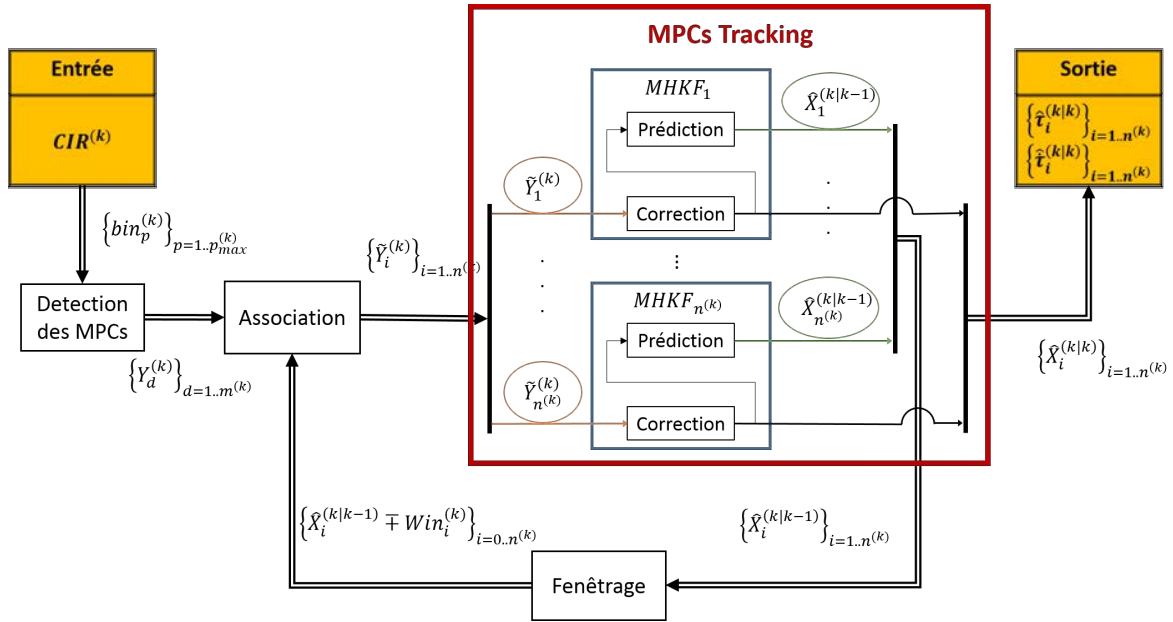 MPCs Tracking
Entrée
CIR^{(k)}
{bin_p^{(k)}}_{p=1..p_{max}^{(k)}}
Detection
des MPCs
{Y_d^{(k)}}_{d=1..m^{(k)}}
Association
{Ỹ_i^{(k)}}_{i=1..n^{(k)}}
Ỹ_1^{(k)}
MHKF_1
Prédiction
Correction
X̂_1^{(k|k-1)}
⋮
Ỹ_{n^{(k)}}^{(k)}
MHKF_{n^{(k)}}
Prédiction
Correction
X̂_{n^{(k)}}^{(k|k-1)}
Sortie
{τ̂_i^{(k|k)}}_{i=1..n^{(k)}}
{τ̇̂_i^{(k|k)}}_{i=1..n^{(k)}}
{X̂_i^{(k|k)}}_{i=1..n^{(k)}}
{X̂_i^{(k|k-1)} ∓ Win_i^{(k)}}_{i=0..n^{(k)}}
{X̂_i^{(k|k-1)}}_{i=1..n^{(k)}}
Fenêtrage